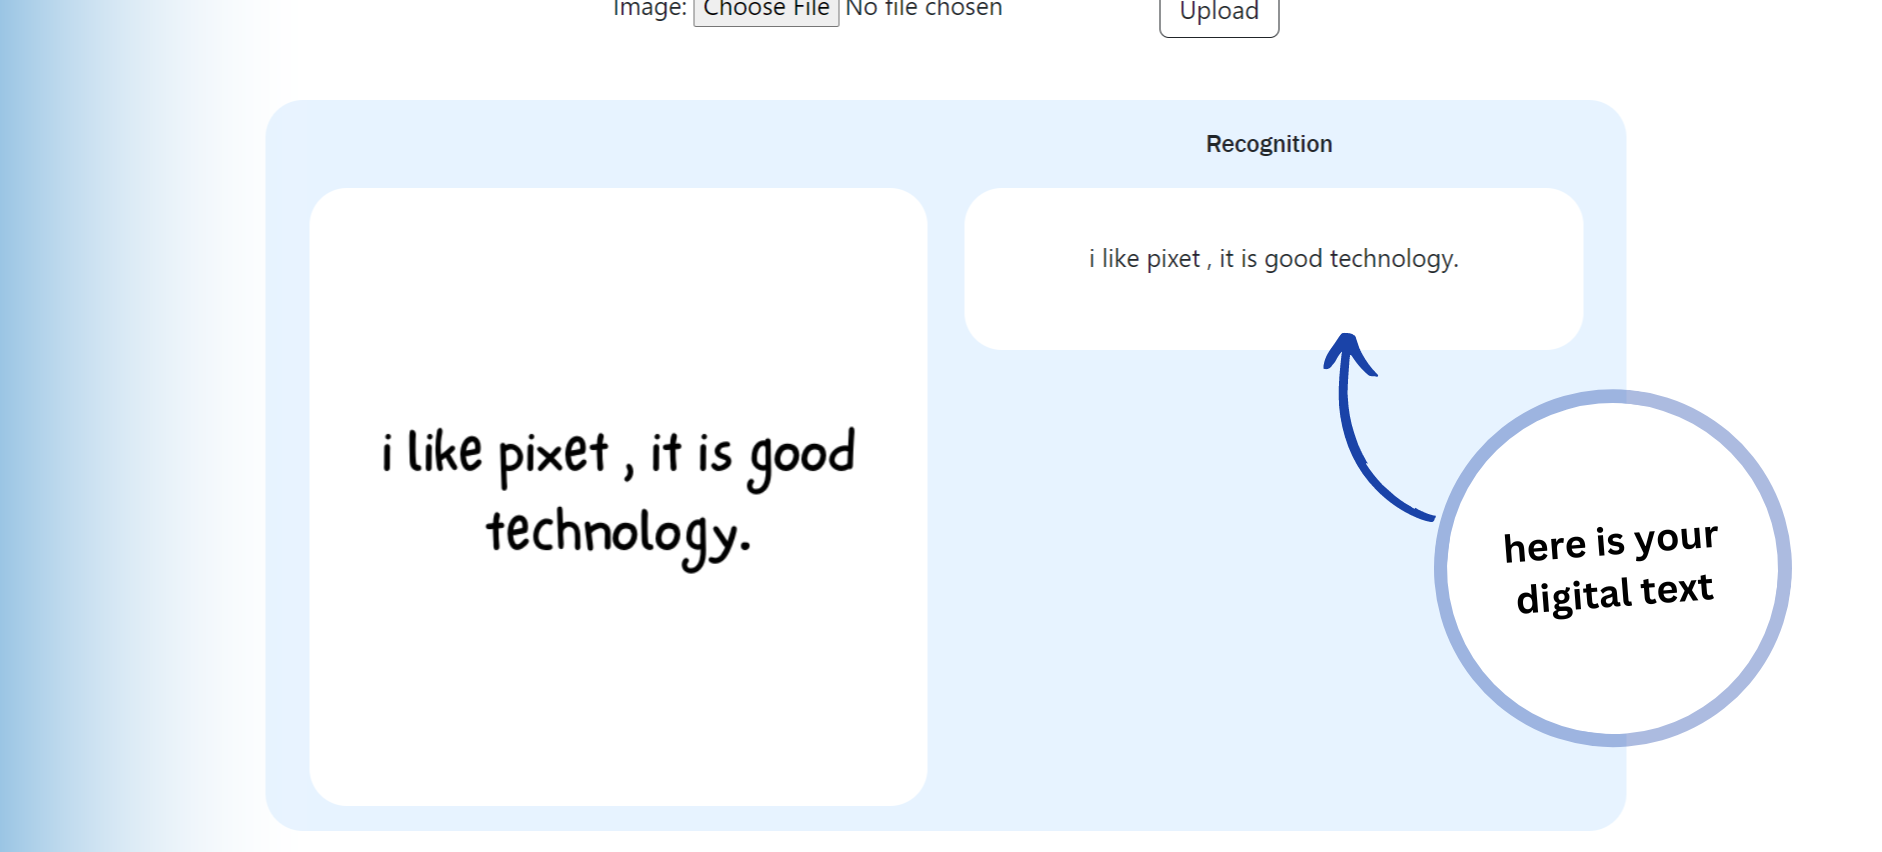 Image: Choose File No file chosen Upload
Recognition
i like pixet , it is good technology.
i like pixet , it is good
technology.
here is your
digital text